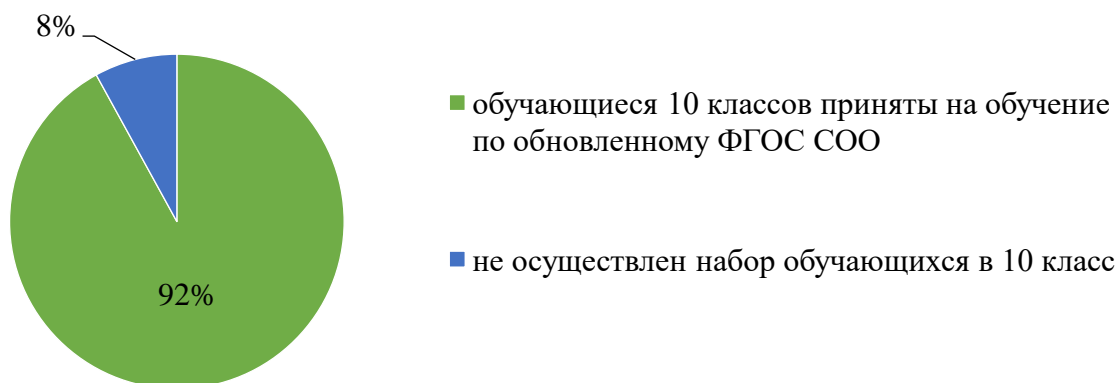 8%
обучающиеся 10 классов приняты на обучение
по обновленному ФГОС СОО
не осуществлен набор обучающихся в 10 класс
92%